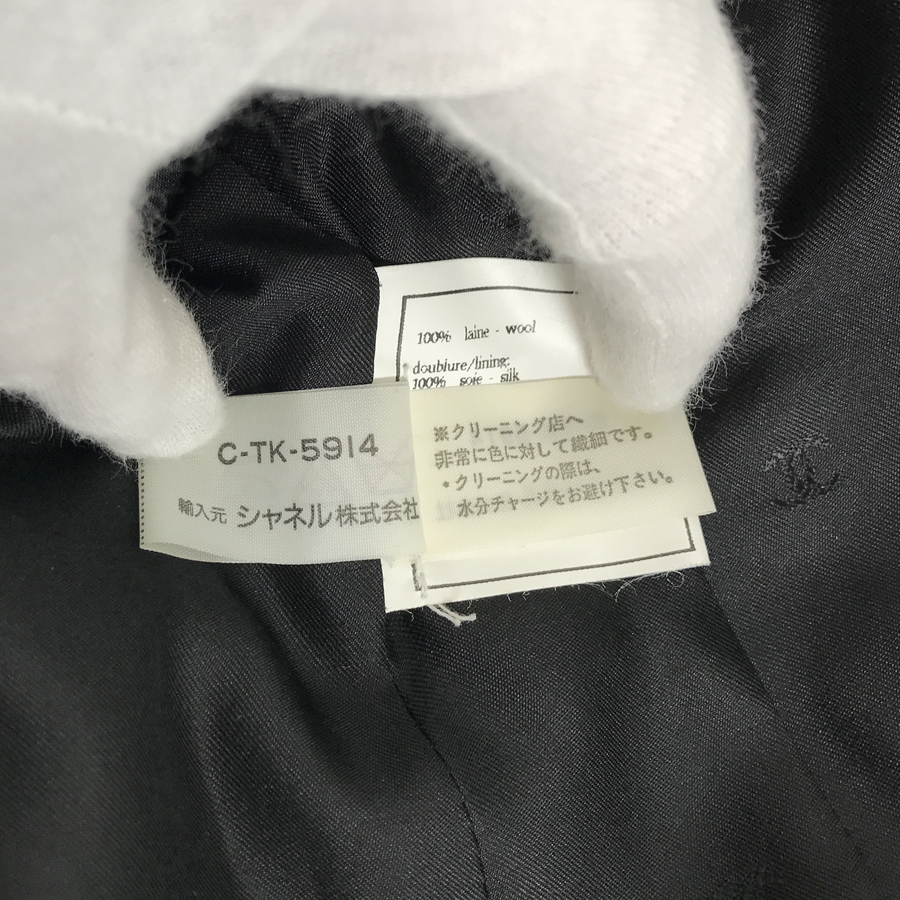 100% laine - wool
doublure/lining:
100% soie - silk
C-TK-5914
輸入元 シャネル株式会社
※クリーニング店へ
非常に色に対して繊細です。
・クリーニングの際は、
水分チャージをお避け下さい。